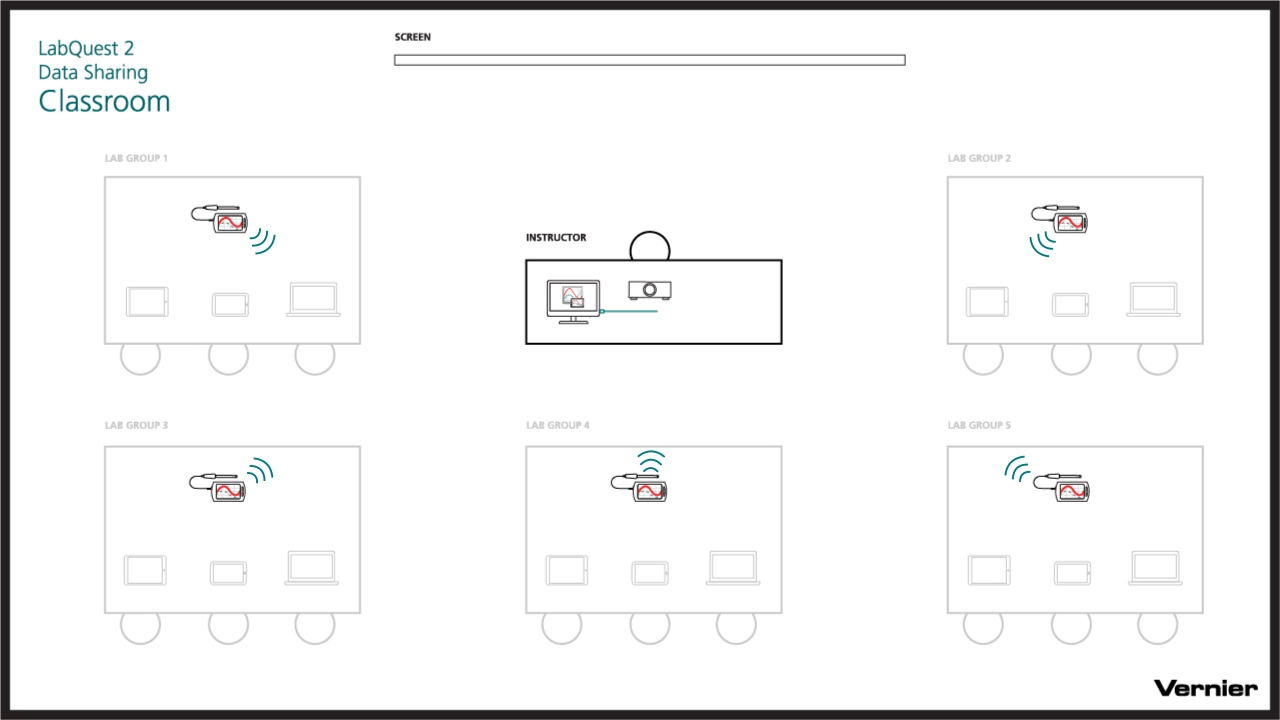 LabQuest 2
Data Sharing
Classroom
SCREEN
LAB GROUP 1
LAB GROUP 2
INSTRUCTOR
LAB GROUP 3
LAB GROUP 4
LAB GROUP 5
Vernier